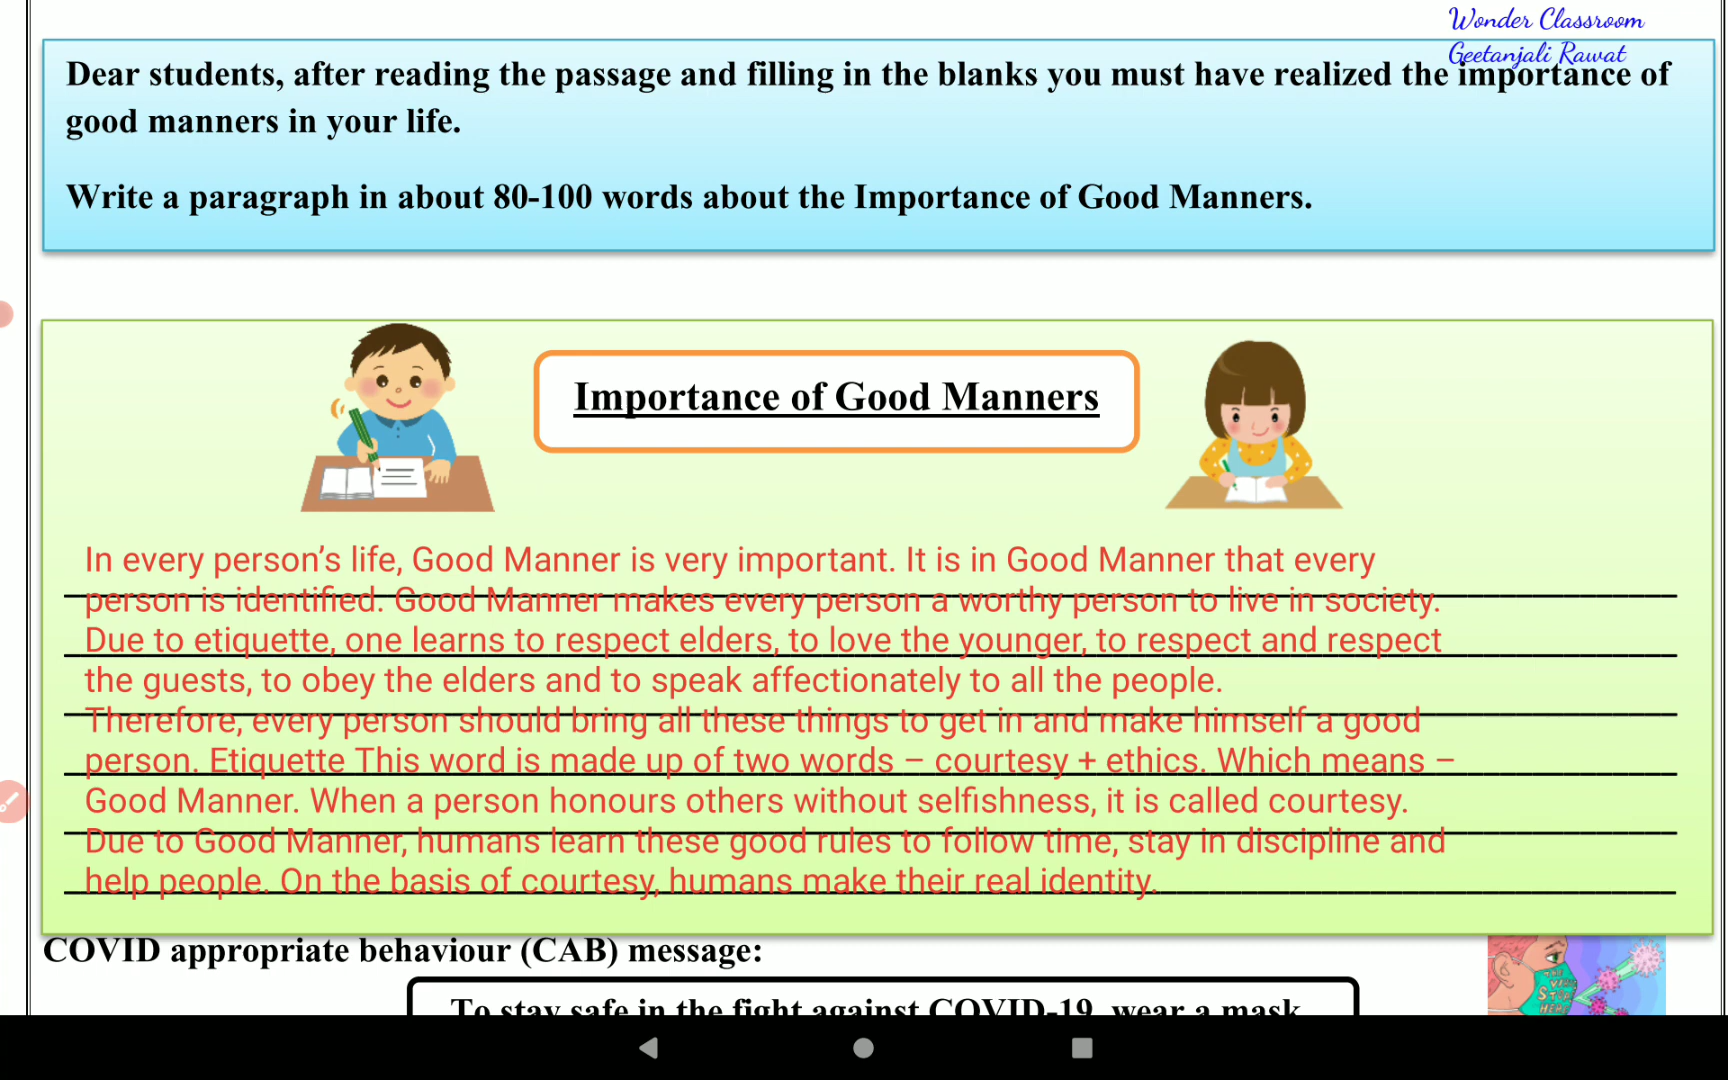 Wonder Classroom
Geetanjali Rawat
Dear students, after reading the passage and filling in the blanks you must have realized the importance of
good manners in your life.
Write a paragraph in about 80-100 words about the Importance of Good Manners.
Importance of Good Manners
In every person’s life, Good Manner is very important. It is in Good Manner that every
person is identified. Good Manner makes every person a worthy person to live in society.
Due to etiquette, one learns to respect elders, to love the younger, to respect and respect
the guests, to obey the elders and to speak affectionately to all the people.
Therefore, every person should bring all these things to get in and make himself a good
person. Etiquette This word is made up of two words – courtesy + ethics. Which means –
Good Manner. When a person honours others without selfishness, it is called courtesy.
Due to Good Manner, humans learn these good rules to follow time, stay in discipline and
help people. On the basis of courtesy, humans make their real identity.
COVID appropriate behaviour (CAB) message:
To stay safe in the fight against COVID-19, wear a mask
THE
VIRUS
STOPS
HERE